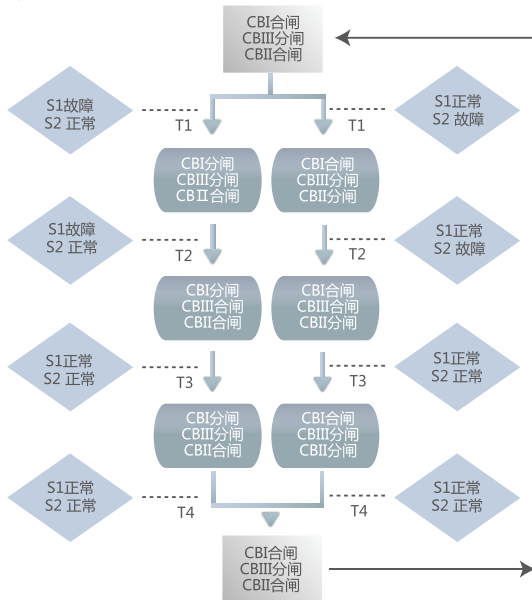 CBI合闸
CBIII分闸
CBII合闸
S1故障
S2 正常
T1
T1
S1正常
S2 故障
CBI分闸
CBIII分闸
CBII合闸
CBI合闸
CBIII分闸
CBII分闸
S1故障
S2 正常
T2
T2
S1正常
S2 故障
CBI分闸
CBIII合闸
CBII合闸
CBI合闸
CBIII合闸
CBII分闸
S1正常
S2 正常
T3
T3
S1正常
S2 正常
CBI分闸
CBIII分闸
CBII合闸
CBI合闸
CBIII分闸
CBII分闸
S1正常
S2 正常
T4
T4
S1正常
S2 正常
CBI合闸
CBIII分闸
CBII合闸